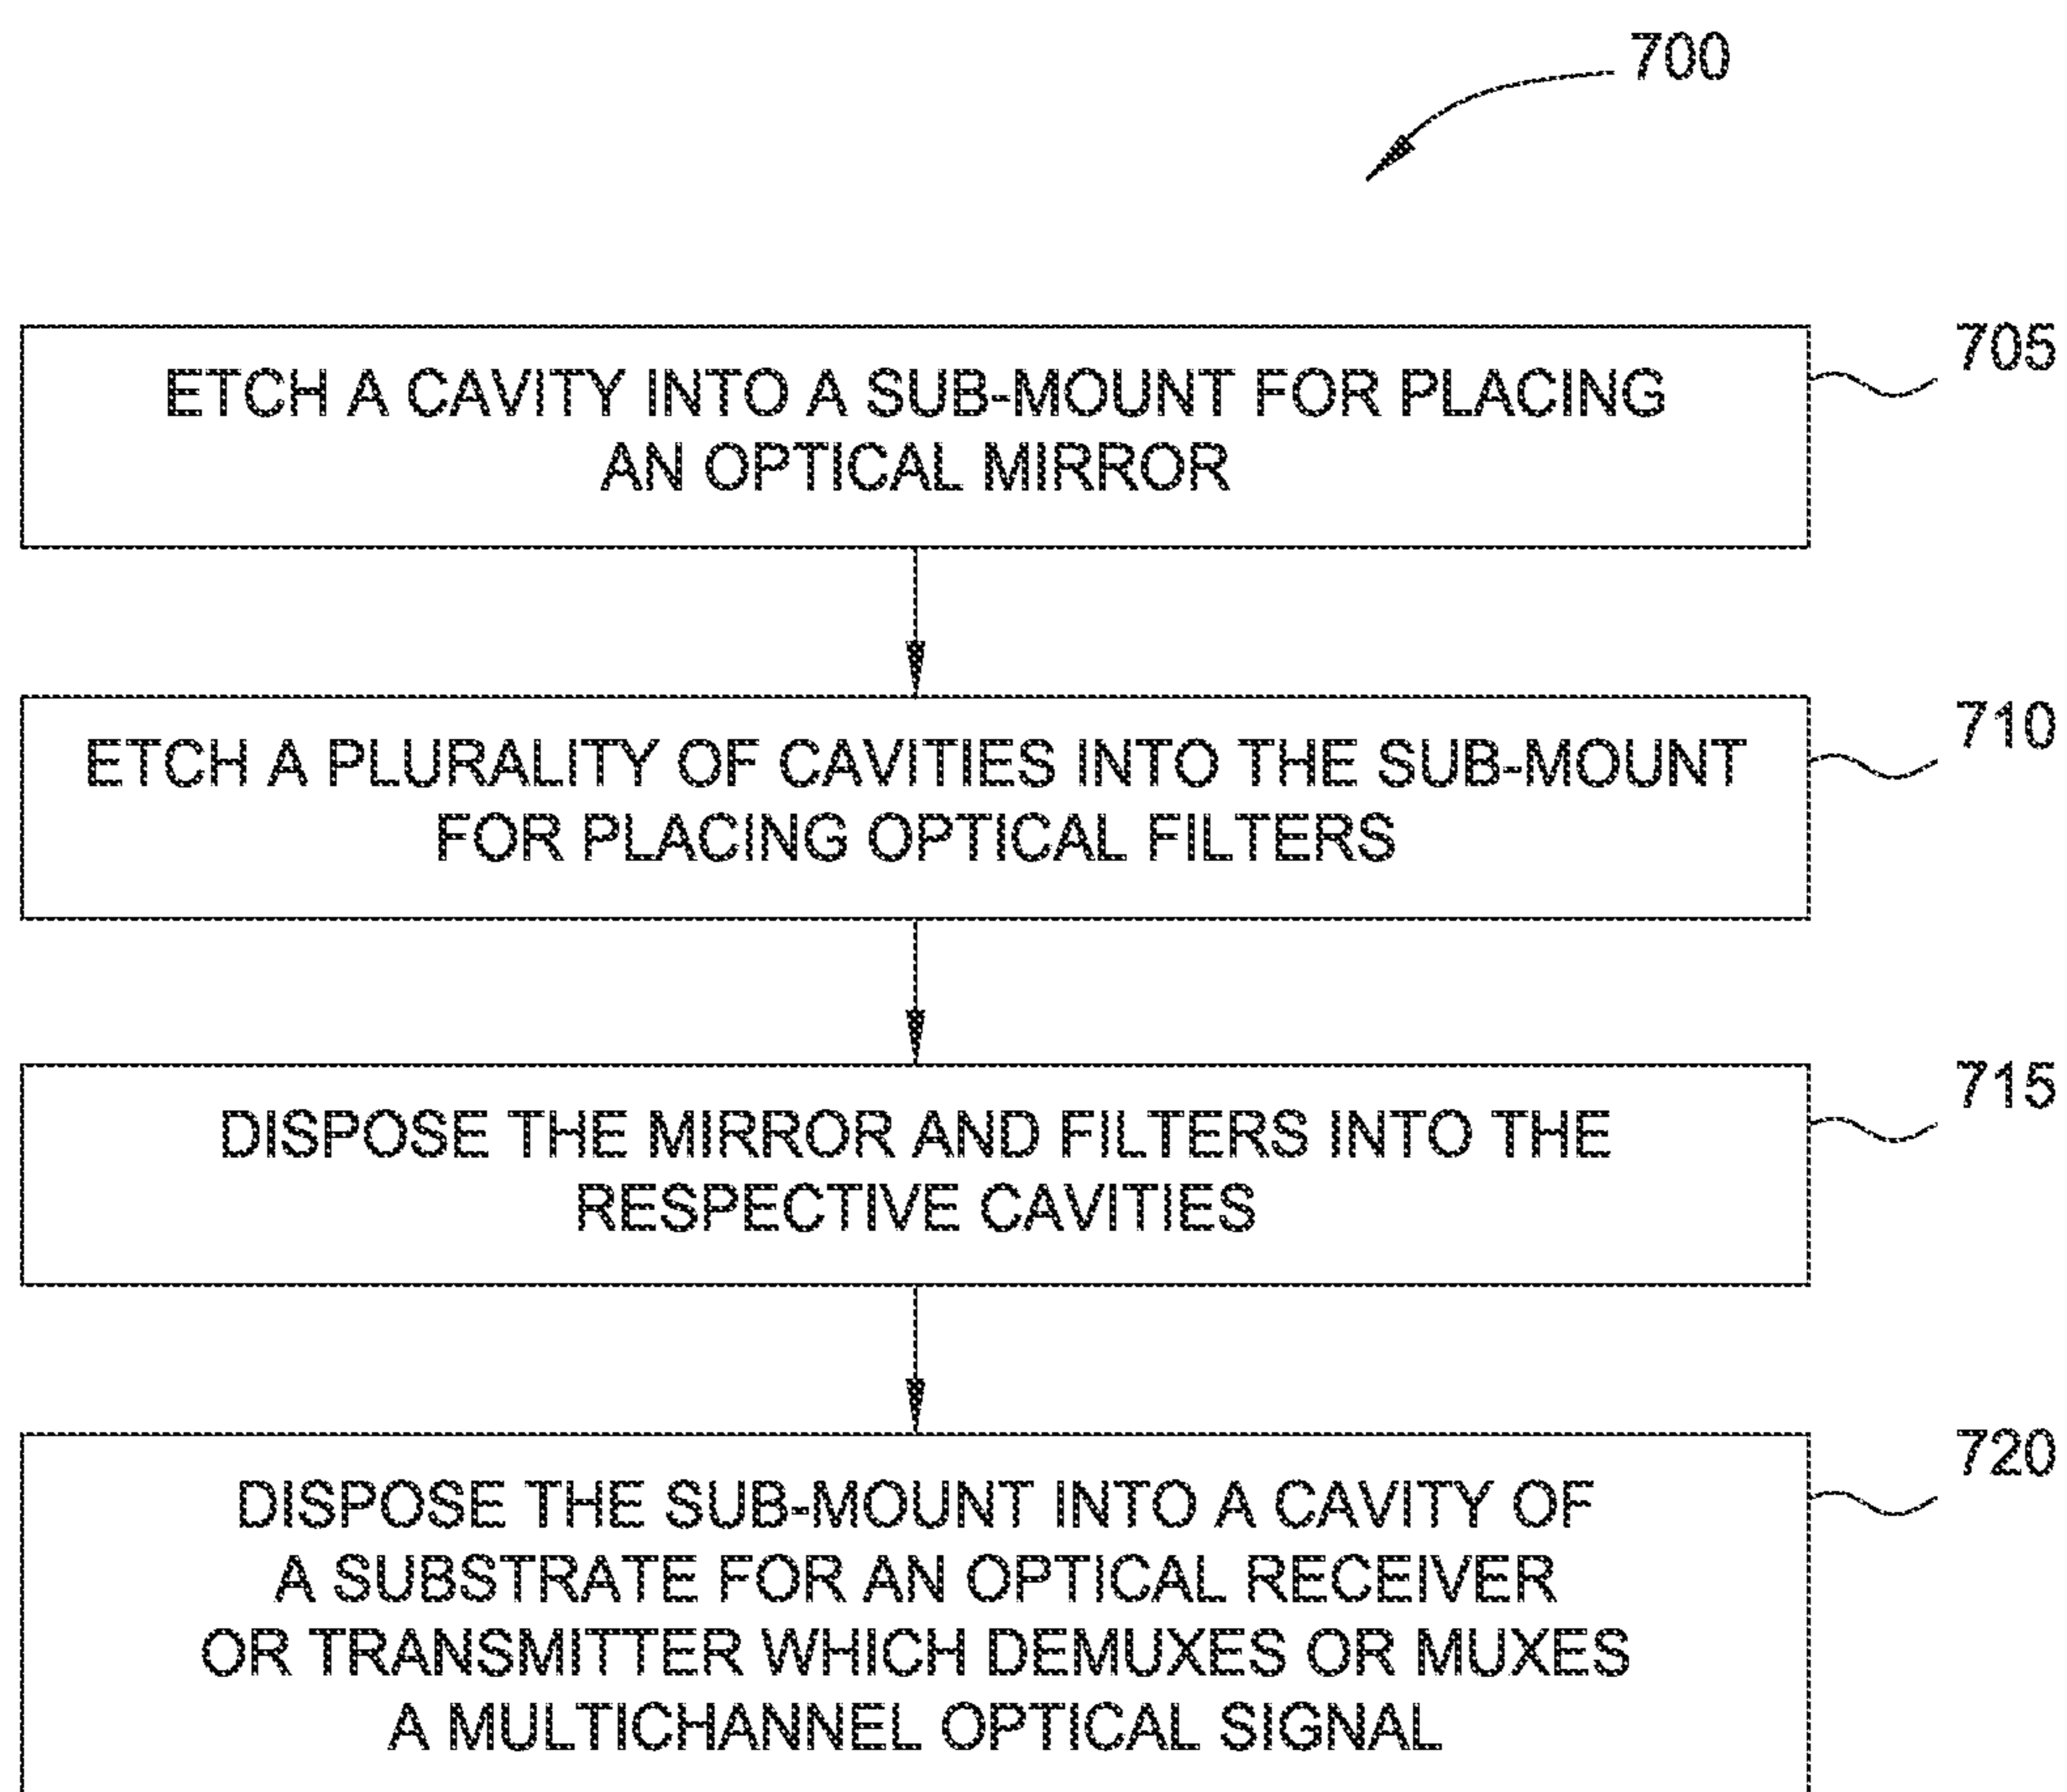 700
ETCH A CAVITY INTO A SUB-MOUNT FOR PLACING
AN OPTICAL MIRROR
705
ETCH A PLURALITY OF CAVITIES INTO THE SUB-MOUNT
FOR PLACING OPTICAL FILTERS
710
DISPOSE THE MIRROR AND FILTERS INTO THE
RESPECTIVE CAVITIES
715
DISPOSE THE SUB-MOUNT INTO A CAVITY OF
A SUBSTRATE FOR AN OPTICAL RECEIVER
OR TRANSMITTER WHICH DEMUXES OR MUXES
A MULTICHANNEL OPTICAL SIGNAL
720